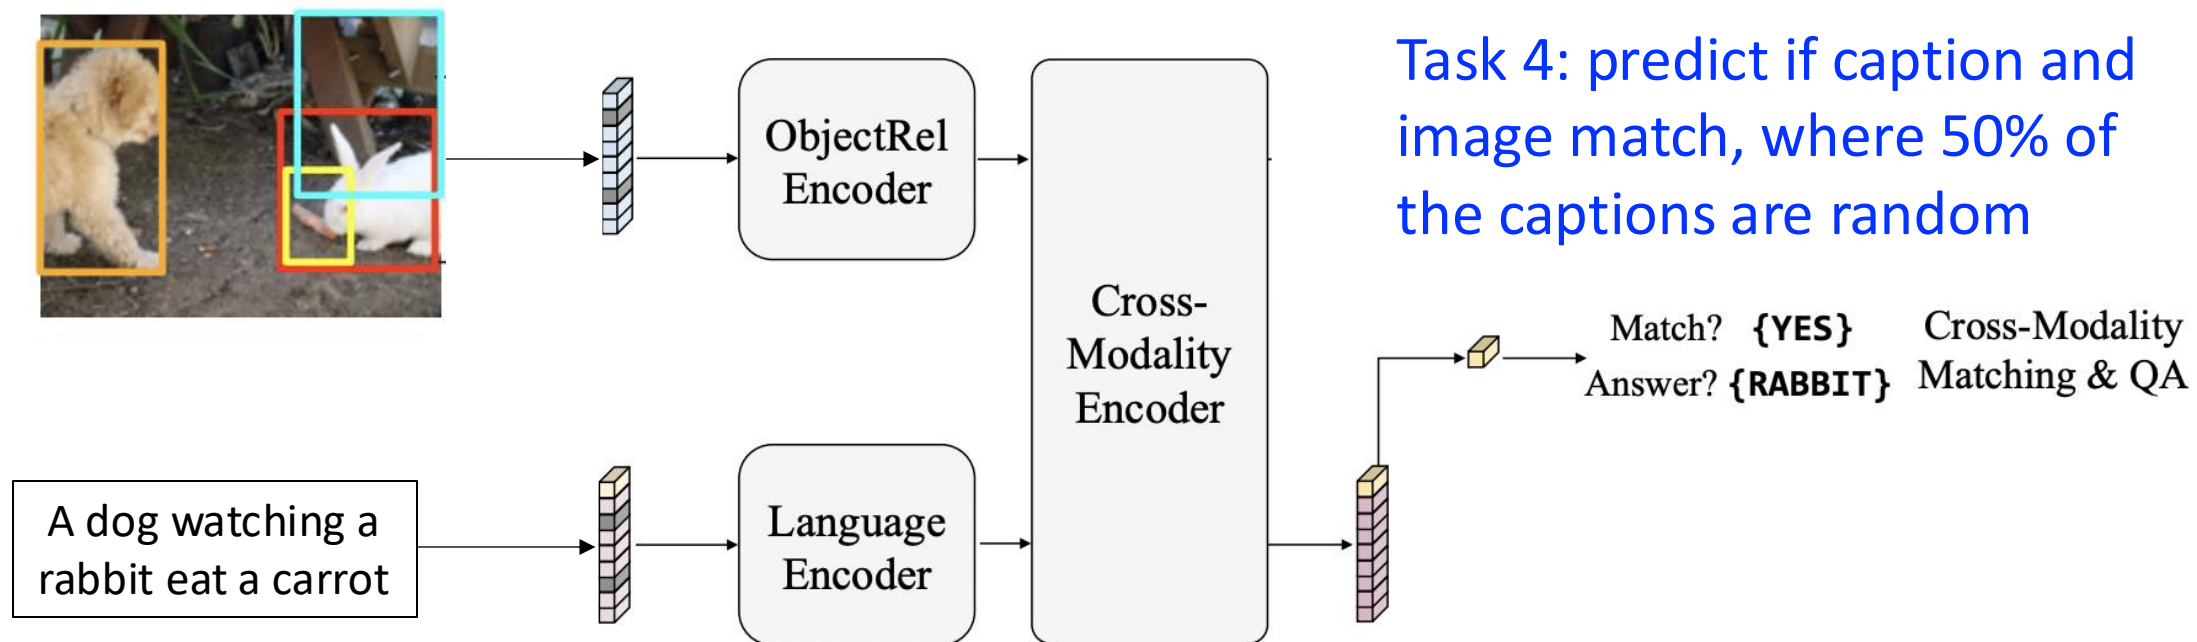 Task 4: predict if caption and
image match, where 50% of
the captions are random
ObjectRel
Encoder
Cross-
Modality
Encoder
Match? {YES}
Answer? {RABBIT}
Cross-Modality
Matching & QA
A dog watching a
rabbit eat a carrot
Language
Encoder